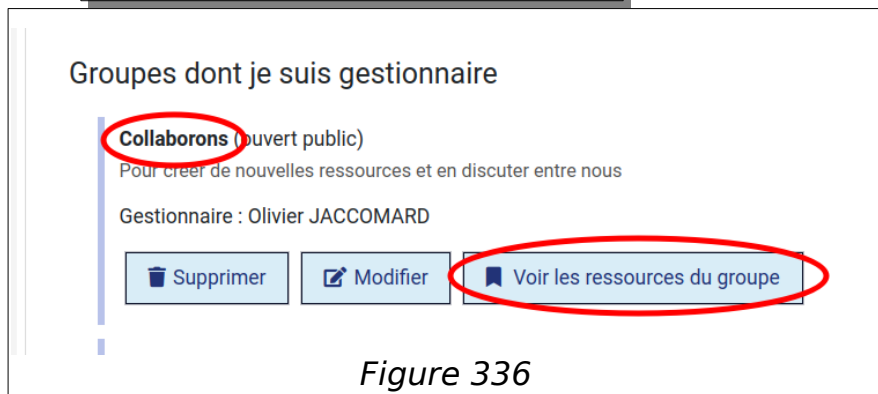 Groupes dont je suis gestionnaire
Collaborons (ouvert public)
Pour créer de nouvelles ressources et en discuter entre nous
Gestionnaire : Olivier JACCOMARD
Supprimer Modifier Voir les ressources du groupe
Figure 336